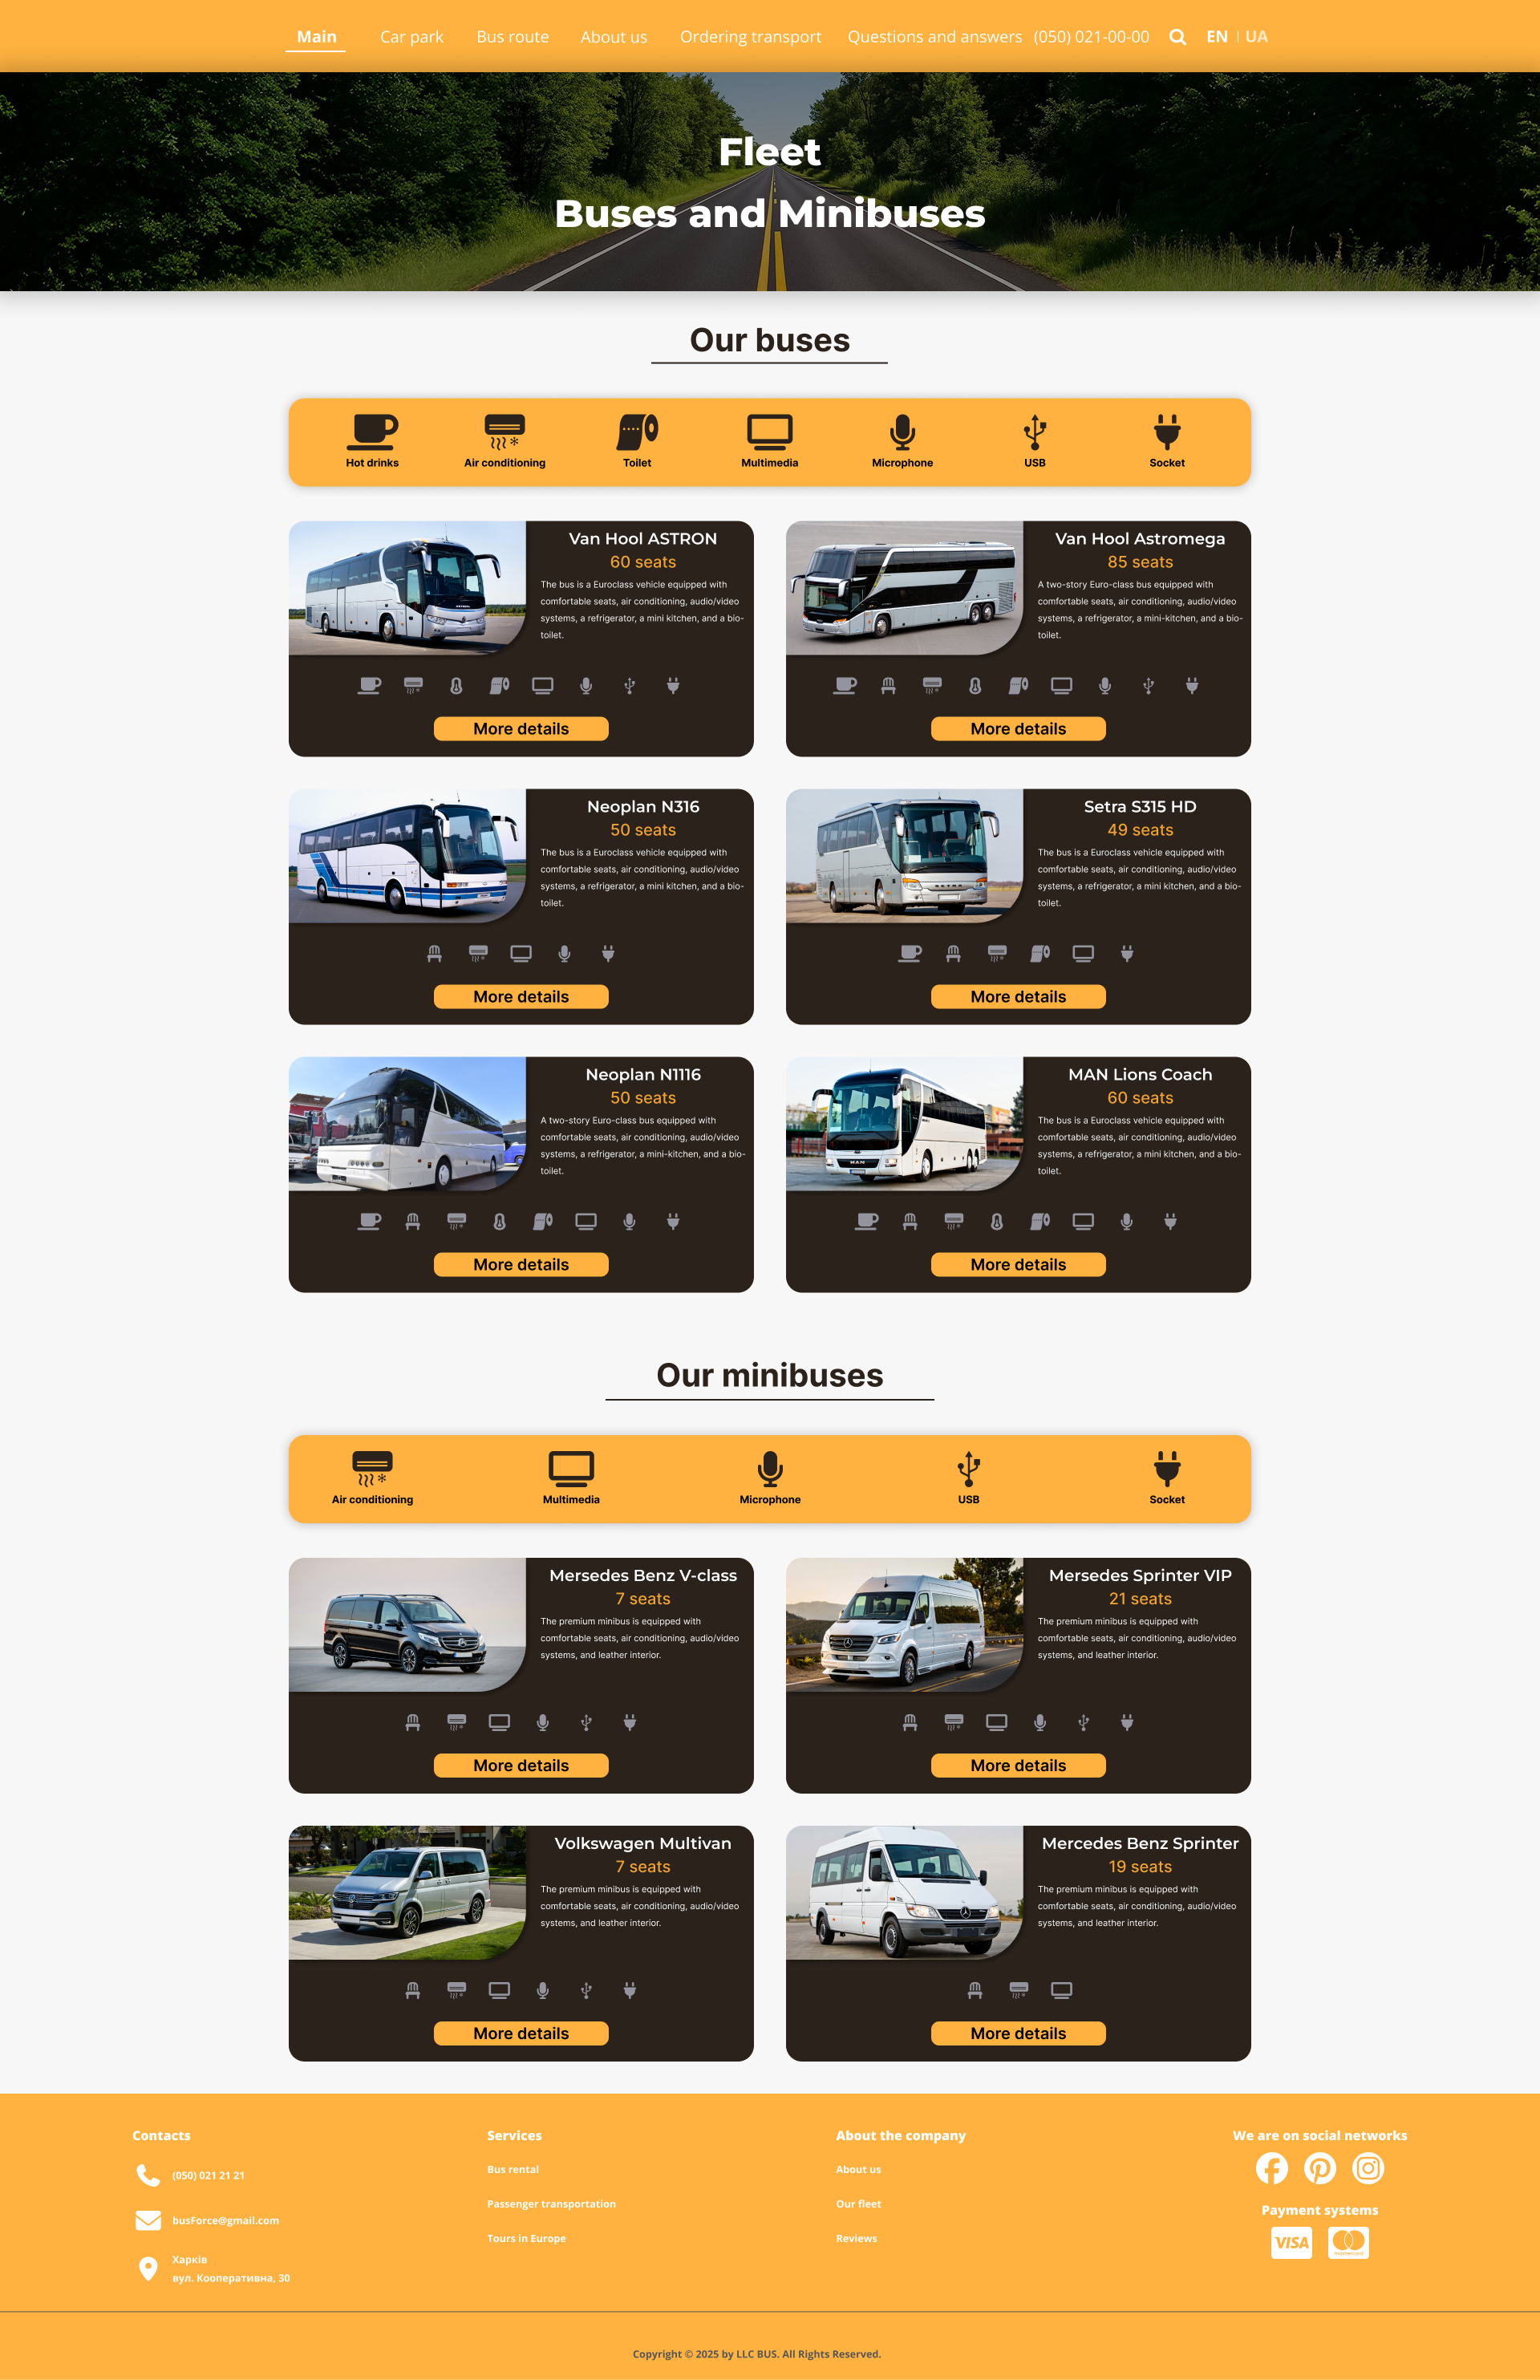 Main Car park Bus route About us Ordering transport Questions and answers (050) 021-00-00 EN | UA
Fleet
Buses and Minibuses
Our buses
Hot drinks Air conditioning Toilet Multimedia Microphone USB Socket
Van Hool ASTRON
60 seats
The bus is a Euroclass vehicle equipped with
comfortable seats, air conditioning, audio/video
systems, a refrigerator, a mini kitchen, and a bio-
toilet.
More details
Van Hool Astromega
85 seats
A two-story Euro-class bus equipped with
comfortable seats, air conditioning, audio/video
systems, a refrigerator, a mini-kitchen, and a bio-
toilet.
More details
Neoplan N316
50 seats
The bus is a Euroclass vehicle equipped with
comfortable seats, air conditioning, audio/video
systems, a refrigerator, a mini kitchen, and a bio-
toilet.
More details
Setra S315 HD
49 seats
The bus is a Euroclass vehicle equipped with
comfortable seats, air conditioning, audio/video
systems, a refrigerator, a mini kitchen, and a bio-
toilet.
More details
Neoplan N1116
50 seats
A two-story Euro-class bus equipped with
comfortable seats, air conditioning, audio/video
systems, a refrigerator, a mini-kitchen, and a bio-
toilet.
More details
MAN Lions Coach
60 seats
The bus is a Euroclass vehicle equipped with
comfortable seats, air conditioning, audio/video
systems, a refrigerator, a mini kitchen, and a bio-
toilet.
MAN
More details
Our minibuses
Air conditioning Multimedia Microphone USB Socket
Mersedes Benz V-class
7 seats
The premium minibus is equipped with
comfortable seats, air conditioning, audio/video
systems, and leather interior.
More details
Mersedes Sprinter VIP
21 seats
The premium minibus is equipped with
comfortable seats, air conditioning, audio/video
systems, and leather interior.
More details
Volkswagen Multivan
7 seats
The premium minibus is equipped with
comfortable seats, air conditioning, audio/video
systems, and leather interior.
More details
Mercedes Benz Sprinter
19 seats
The premium minibus is equipped with
comfortable seats, air conditioning, audio/video
systems, and leather interior.
More details
Contacts
(050) 021 21 21
busForce@gmail.com
Харків
вул. Кооперативна, 30
Services
Bus rental
Passenger transportation
Tours in Europe
About the company
About us
Our fleet
Reviews
We are on social networks
Payment systems
VISA mastercard
Copyright © 2025 by LLC BUS. All Rights Reserved.